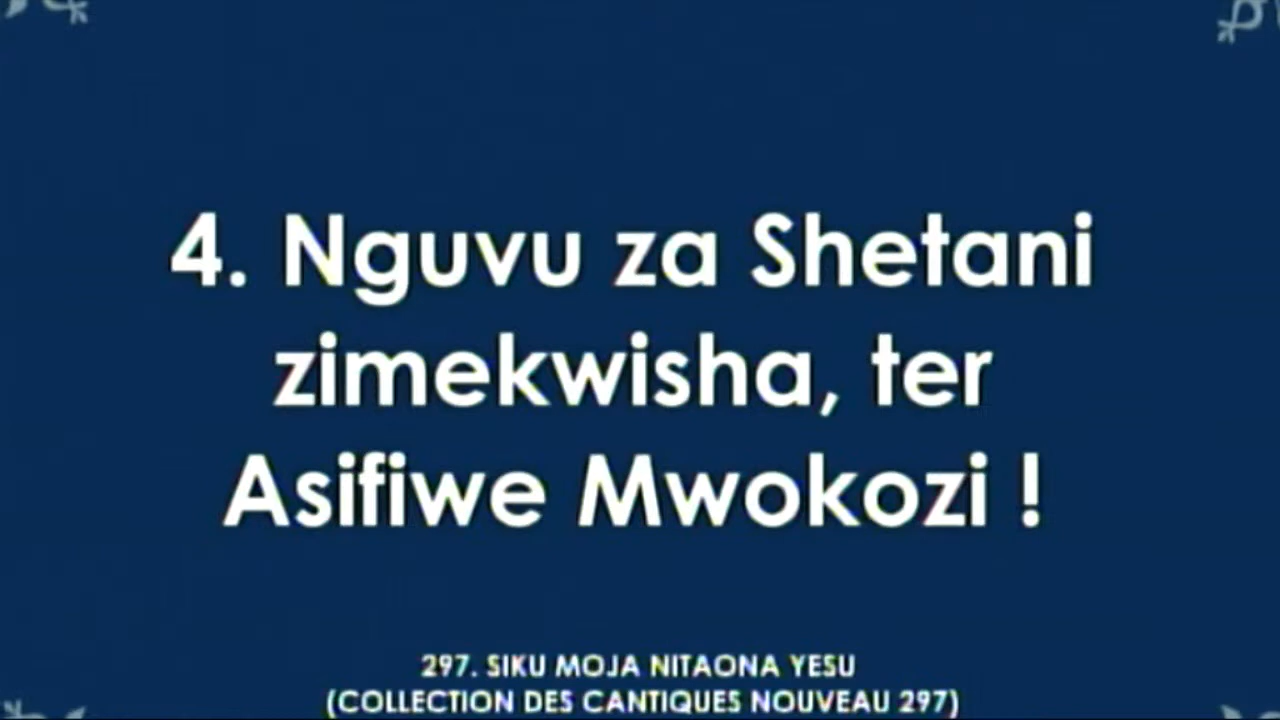 4. Nguvu za Shetani
zimekwisha, ter
Asifiwe Mwokozi !
297. SIKU MOJA NITAONA YESU
(COLLECTION DES CANTIQUES NOUVEAU 297)